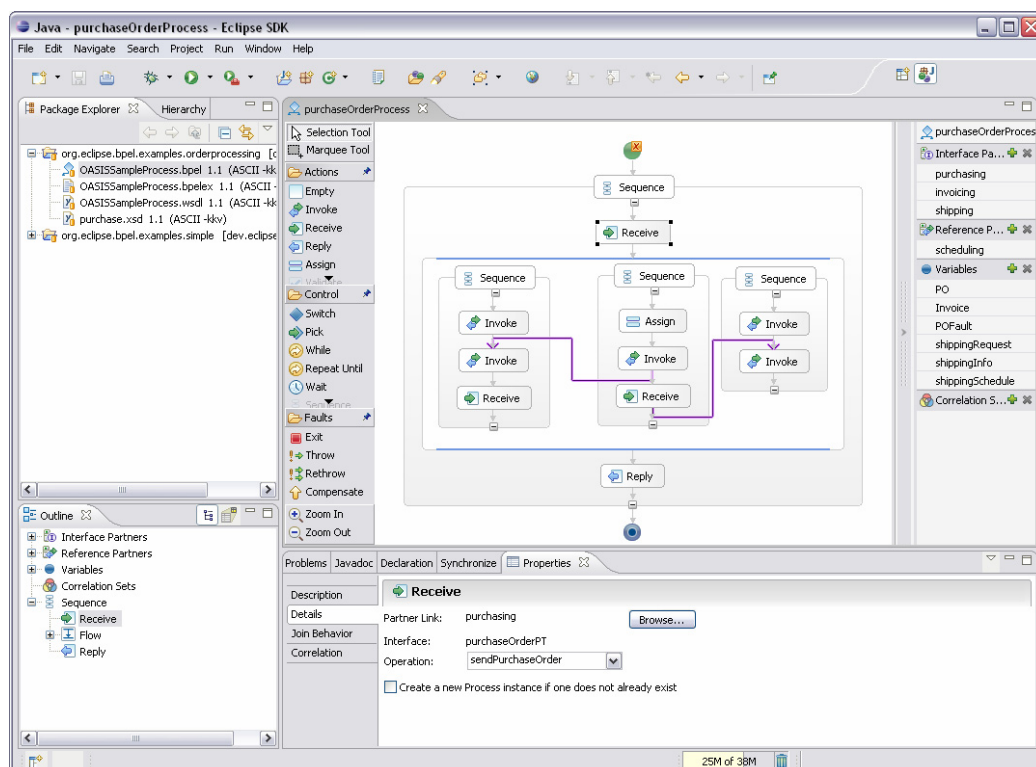 Java - purchaseOrderProcess - Eclipse SDK
File Edit Navigate Search Project Run Window Help
Package Explorer Hierarchy
org.eclipse.bpel.examples.orderprocessing [c
OASISSampleProcess.bpel 1.1 (ASCII -kk
OASISSampleProcess.bpelex 1.1 (ASCII -
OASISSampleProcess.wsdl 1.1 (ASCII -kk
purchase.xsd 1.1 (ASCII -kkv)
org.eclipse.bpel.examples.simple [dev.eclipse
Outline
Interface Partners
Reference Partners
Variables
Correlation Sets
Sequence
Receive
Flow
Reply
purchaseOrderProcess
Selection Tool
Marquee Tool
Actions
Empty
Invoke
Receive
Reply
Assign
Validate
Control
Switch
Pick
While
Repeat Until
Wait
Sequence
Faults
Exit
Throw
Rethrow
Compensate
Zoom In
Zoom Out
Sequence
Receive
Sequence Sequence Sequence
Invoke Assign Invoke
Invoke Invoke Invoke
Receive Receive
Reply
purchaseOrderProces
Interface Pa...
purchasing
invoicing
shipping
Reference P...
scheduling
Variables
PO
Invoice
POFault
shippingRequest
shippingInfo
shippingSchedule
Correlation S...
Problems Javadoc Declaration Synchronize Properties
Description
Details
Join Behavior
Correlation
Receive
Partner Link: purchasing Browse...
Interface: purchaseOrderPT
Operation: sendPurchaseOrder
Create a new Process instance if one does not already exist
25M of 38M